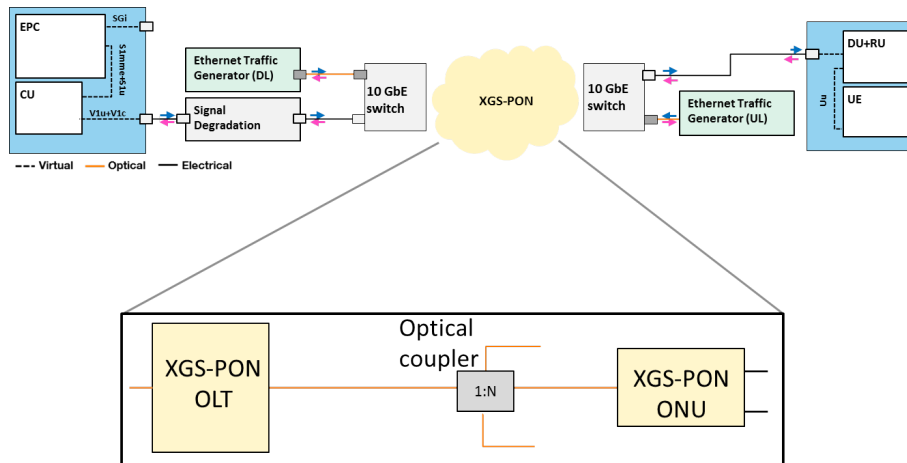 SGi
EPC
S1mme+S1u
CU
V1u+V1c
Ethernet Traffic
Generator (DL)
Signal
Degradation
10 GbE
switch
XGS-PON
10 GbE
switch
Ethernet Traffic
Generator (UL)
DU+RU
Uu
UE
Virtual
Optical
Electrical
XGS-PON
OLT
Optical
coupler
1:N
XGS-PON
ONU